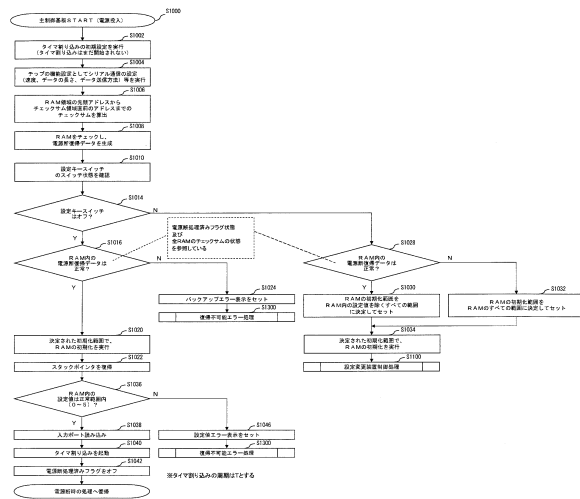 主制御基板START（電源投入）
S1000
S1002
タイマ割り込みの初期設定を実行
（タイマ割り込みはまだ開始されない）
S1004
チップの機能設定としてシリアル通信の設定
（速度、データの長さ、データ送信方法）等を実行
S1006
RAM領域の先頭アドレスから
チェックサム領域直前のアドレスまでの
チェックサムを算出
S1008
RAMをチェックし、
電源断復帰データを生成
S1010
設定キースイッチ
のスイッチ状態を確認
S1014
設定キースイッチ
はオフ？
Y
N
S1016
RAM内の
電源断復帰データは
正常？
Y
N
電源断処理済みフラグ状態
及び
全RAMのチェックサムの状態
を参照している
S1028
RAM内の
電源断復帰データは
正常？
Y
N
S1024
バックアップエラー表示をセット
S1300
復帰不可能エラー処理
S1030
RAMの初期化範囲を
RAM内の設定値を除くすべての範囲
に決定してセット
S1032
RAMの初期化範囲を
RAMのすべての範囲に決定してセット
S1020
決定された初期化範囲で、
RAMの初期化を実行
S1034
決定された初期化範囲で、
RAMの初期化を実行
S1022
スタックポインタを復帰
S1100
設定変更装置制御処理
S1036
RAM内の
設定値は正常範囲内
（0～5）？
Y
N
S1038
入力ポート読み込み
S1046
設定値エラー表示をセット
S1040
タイマ割り込みを起動
S1300
復帰不可能エラー処理
S1042
電源断処理済みフラグをオフ
電源断時の処理へ復帰
※タイマ割り込みの周期はTとする